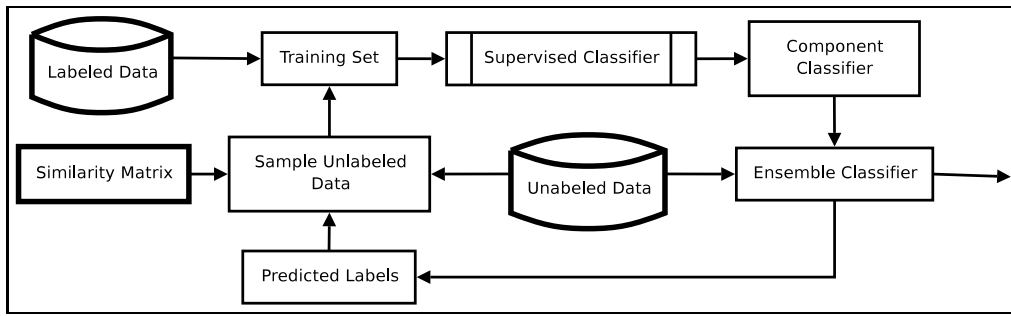 Labeled Data
Training Set
Supervised Classifier
Component
Classifier
Similarity Matrix
Sample Unlabeled
Data
Unabeled Data
Ensemble Classifier
Predicted Labels